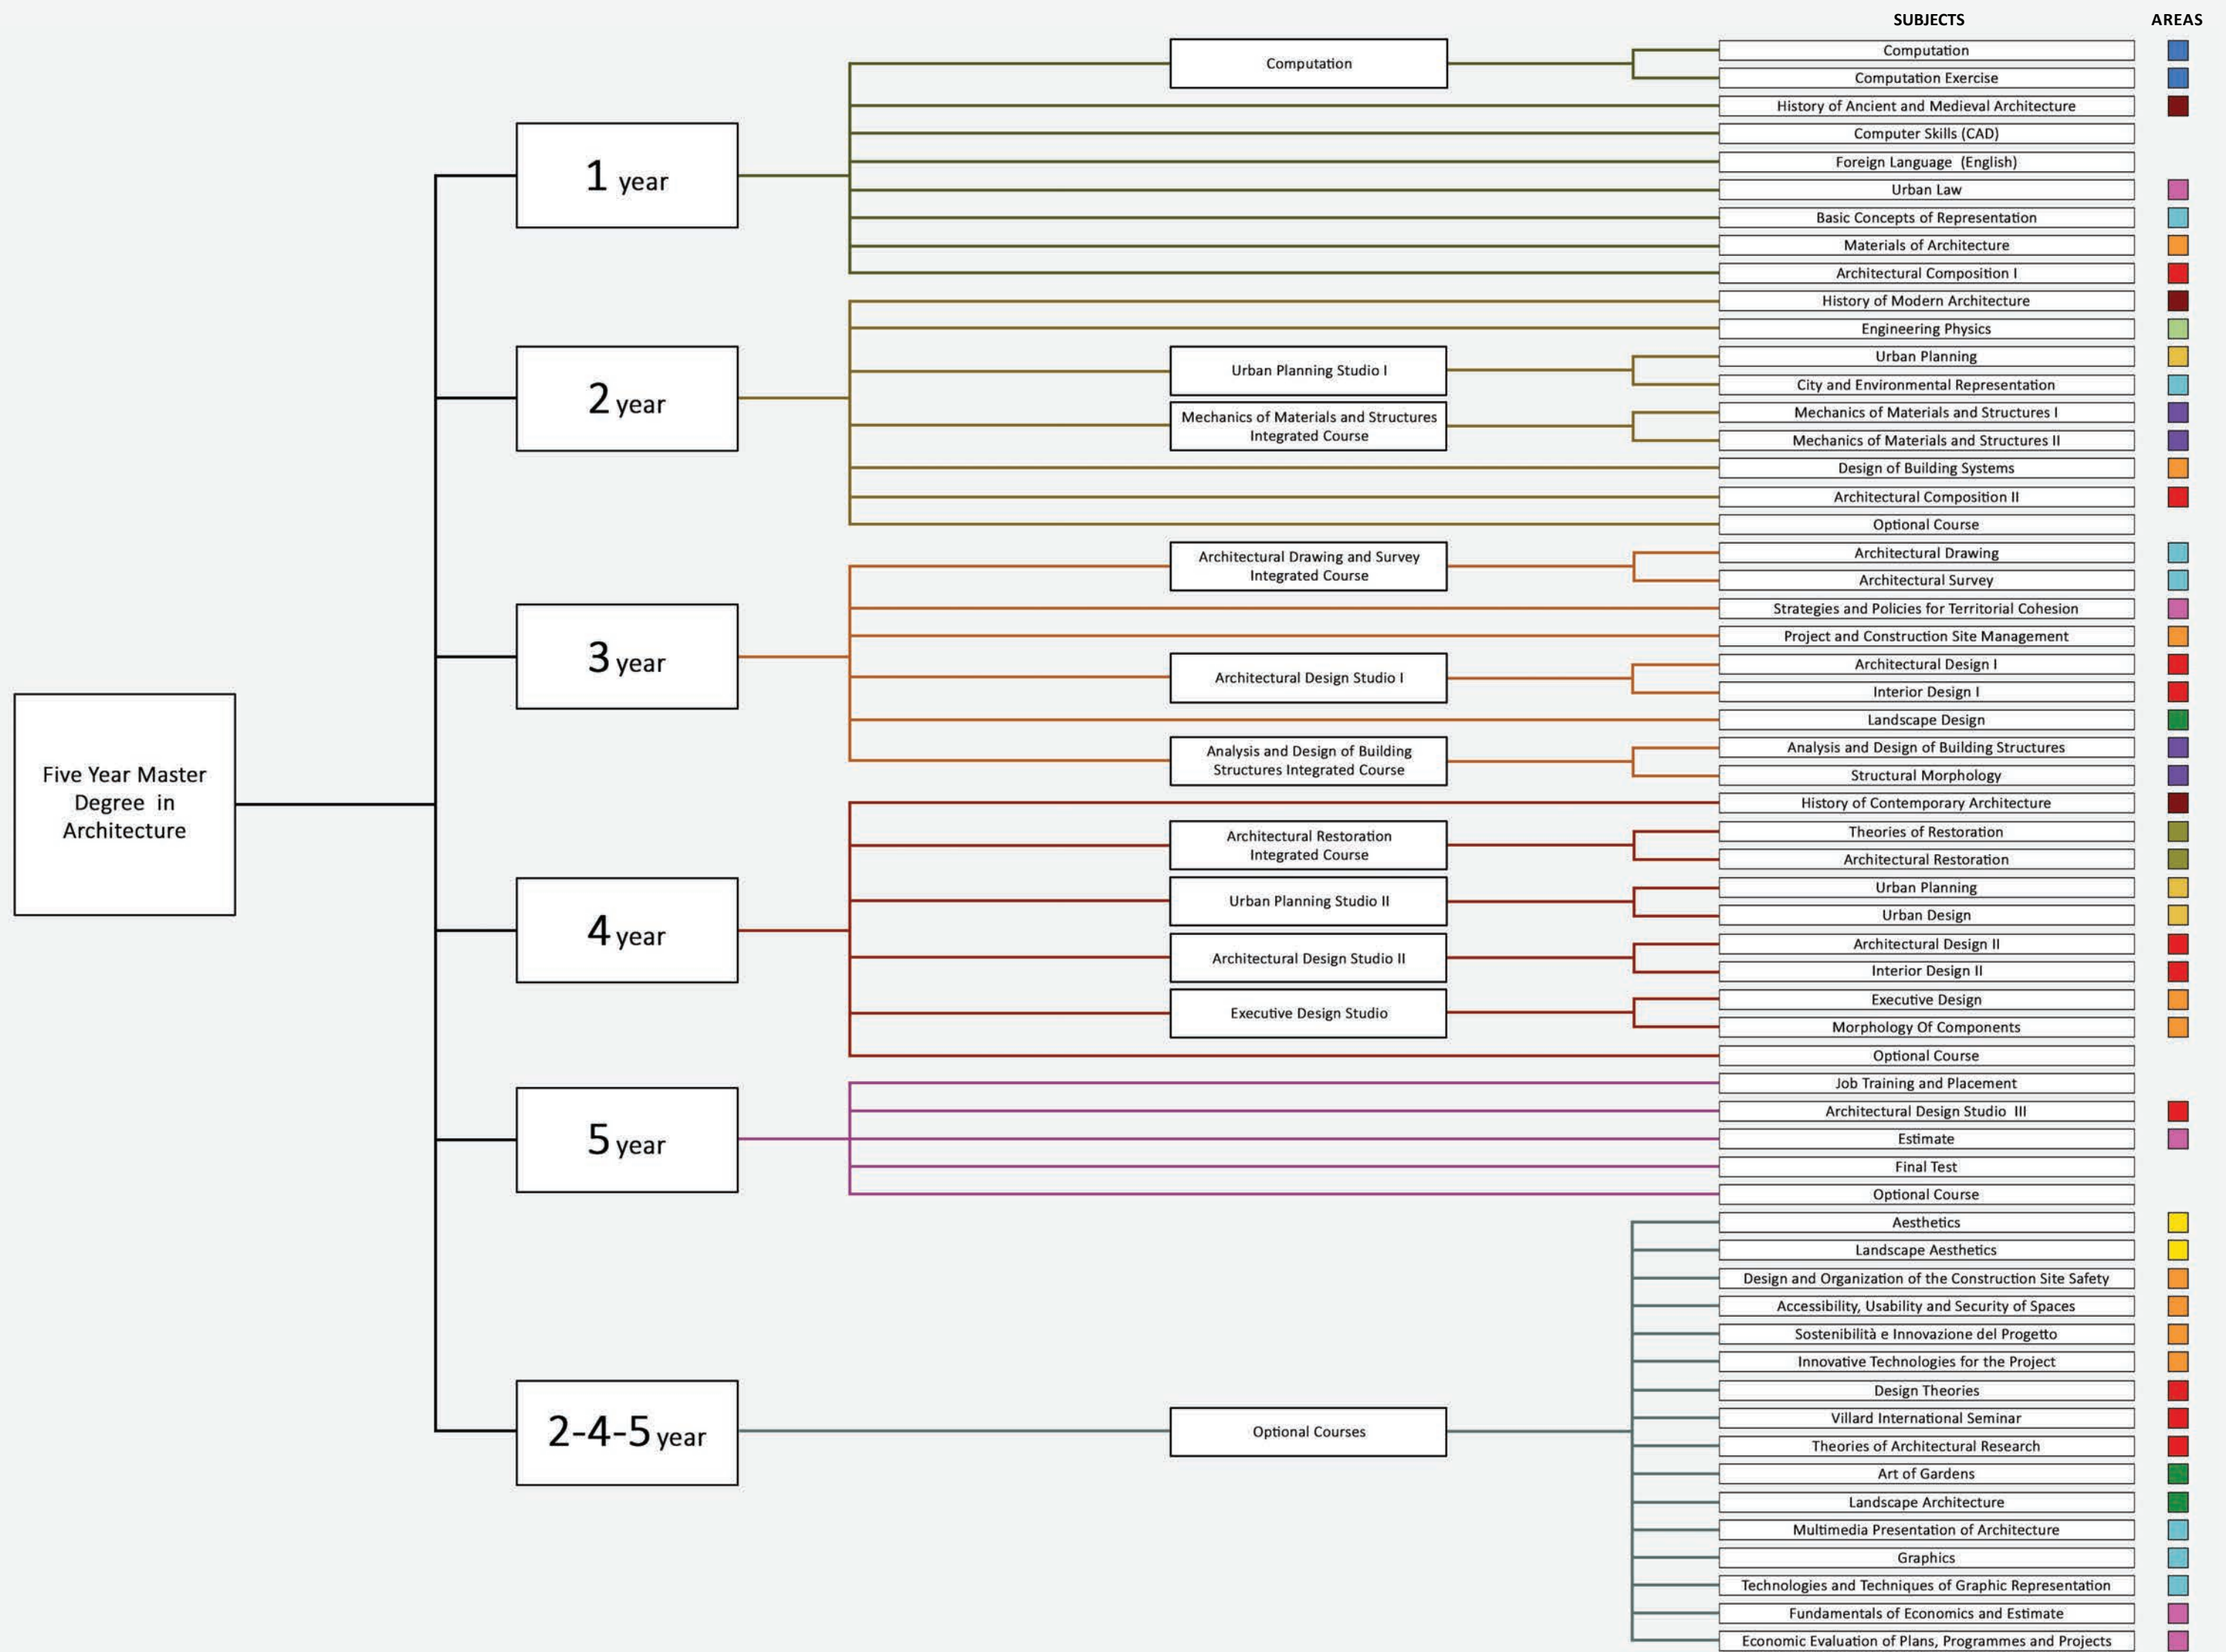 SUBJECTS AREAS
Computation
Computation
Computation Exercise
History of Ancient and Medieval Architecture
Computer Skills (CAD)
Foreign Language (English)
1 year
Urban Law
Basic Concepts of Representation
Materials of Architecture
Architectural Composition I
History of Modern Architecture
Engineering Physics
Urban Planning Studio I
Urban Planning
City and Environmental Representation
2 year
Mechanics of Materials and Structures
Integrated Course
Mechanics of Materials and Structures I
Mechanics of Materials and Structures II
Design of Building Systems
Architectural Composition II
Optional Course
Architectural Drawing and Survey
Integrated Course
Architectural Drawing
Architectural Survey
Strategies and Policies for Territorial Cohesion
Project and Construction Site Management
3 year
Architectural Design Studio I
Architectural Design I
Interior Design I
Landscape Design
Analysis and Design of Building
Structures Integrated Course
Analysis and Design of Building Structures
Structural Morphology
Five Year Master
Degree in
Architecture
History of Contemporary Architecture
Architectural Restoration
Integrated Course
Theories of Restoration
Architectural Restoration
Urban Planning Studio II
Urban Planning
Urban Design
4 year
Architectural Design Studio II
Architectural Design II
Interior Design II
Executive Design Studio
Executive Design
Morphology Of Components
Optional Course
Job Training and Placement
Architectural Design Studio III
5 year
Estimate
Final Test
Optional Course
Aesthetics
Landscape Aesthetics
Design and Organization of the Construction Site Safety
Accessibility, Usability and Security of Spaces
Sostenibilità e Innovazione del Progetto
Innovative Technologies for the Project
Design Theories
Villard International Seminar
2-4-5 year
Optional Courses
Theories of Architectural Research
Art of Gardens
Landscape Architecture
Multimedia Presentation of Architecture
Graphics
Technologies and Techniques of Graphic Representation
Fundamentals of Economics and Estimate
Economic Evaluation of Plans, Programmes and Projects